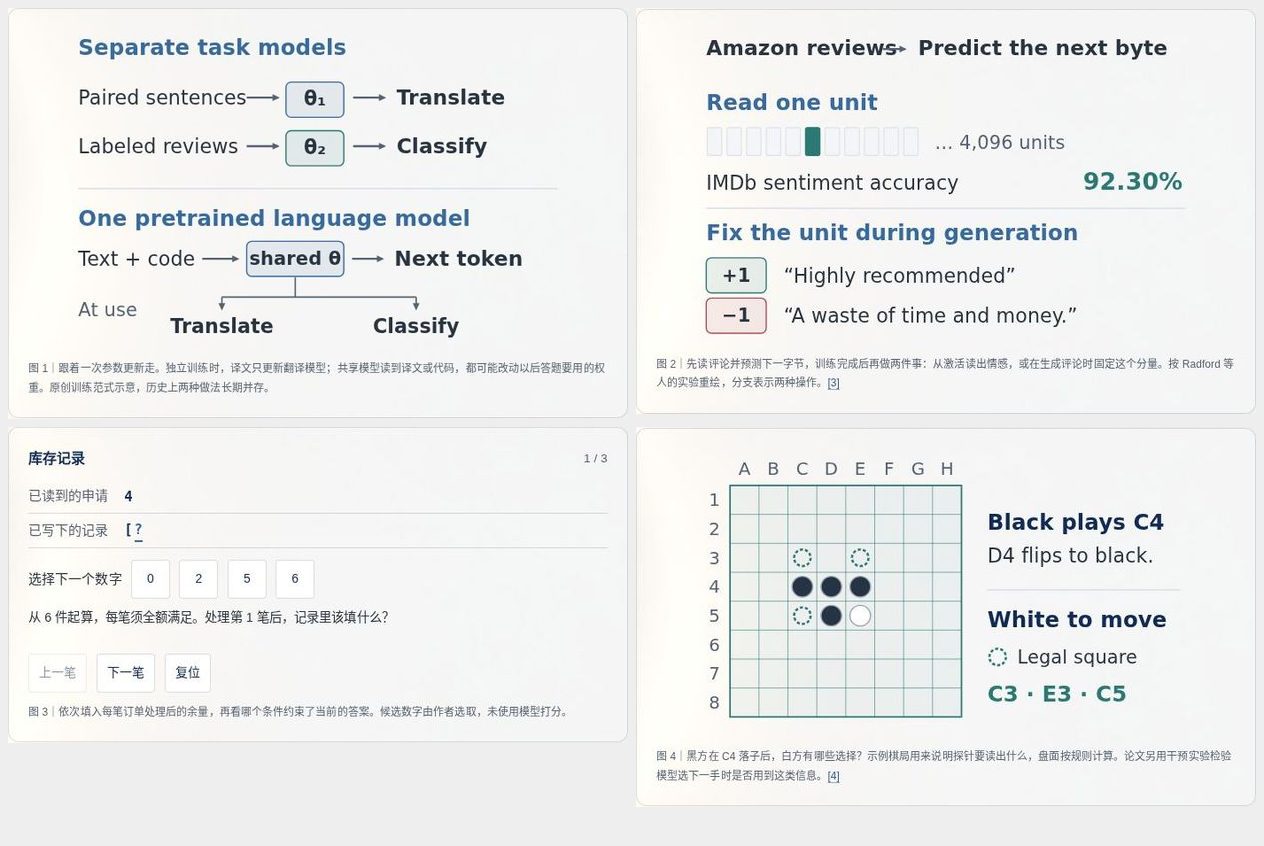 Separate task models
Paired sentences θ₁ Translate
Labeled reviews θ₂ Classify
One pretrained language model
Text + code shared θ Next token
At use
Translate Classify
图 1｜跟着一次参数更新走。独立训练时，译文只更新翻译模型；共享模型读到译文或代码，都可能改动以后答题要用的权
重。原创训练范式示意，历史上两种做法长期并存。
Amazon reviews Predict the next byte
Read one unit
... 4,096 units
IMDb sentiment accuracy 92.30%
Fix the unit during generation
+1 “Highly recommended”
−1 “A waste of time and money.”
图 2｜先读评论并预测下一字节，训练完成后再做两件事：从激活读出情感，或在生成评论时固定这个分量。按 Radford 等
人的实验重绘，分支表示两种操作。[3]
库存记录 1 / 3
已读到的申请 4
已写下的记录 [ ?
选择下一个数字 0 2 5 6
从 6 件起算，每笔须全额满足。处理第 1 笔后，记录里该填什么？
上一笔 下一笔 复位
图 3｜依次填入每笔订单处理后的余量，再看哪个条件约束了当前的答案。候选数字由作者选取，未使用模型打分。
A B C D E F G H
1
2
3
4
5
6
7
8
Black plays C4
D4 flips to black.
White to move
Legal square
C3 · E3 · C5
图 4｜黑方在 C4 落子后，白方有哪些选择？示例棋局用来说明探针要读出什么，盘面按规则计算。论文另用干预实验检验
模型选下一手时是否用到这类信息。[4]